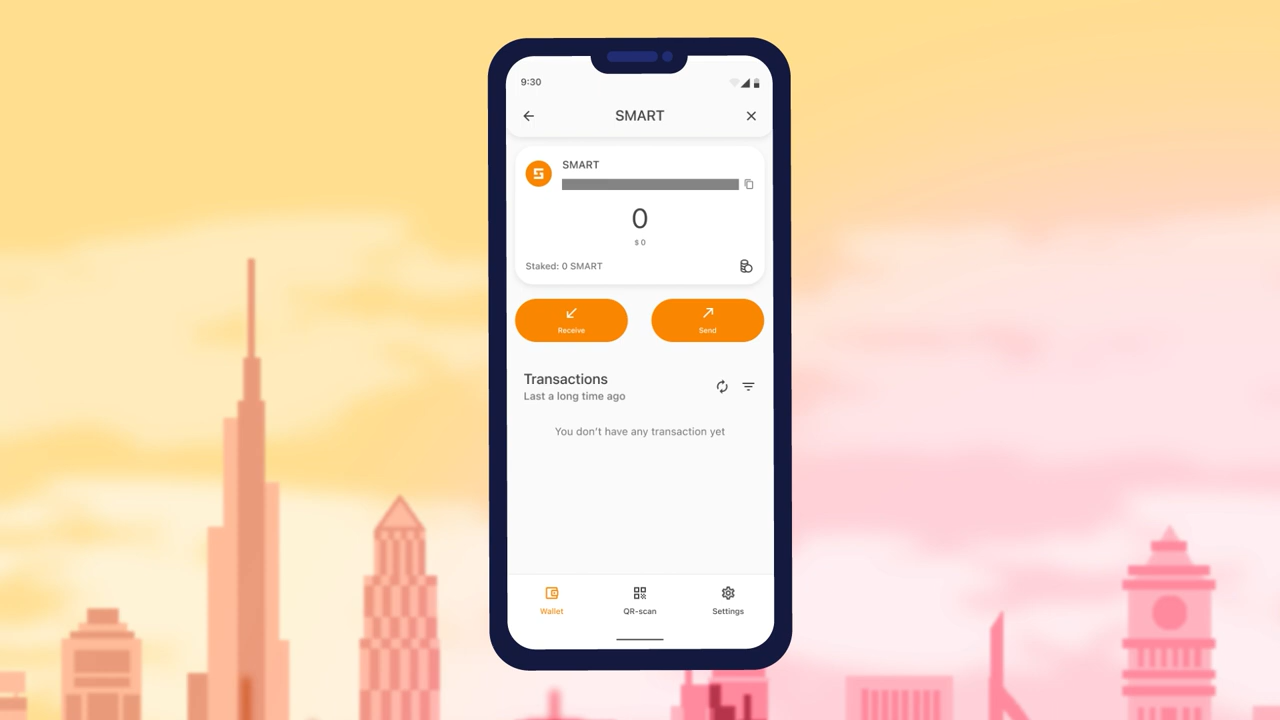 9:30
SMART
SMART
0
$ 0
Staked: 0 SMART
Receive
Send
Transactions
Last a long time ago
You don't have any transaction yet
Wallet
QR-scan
Settings